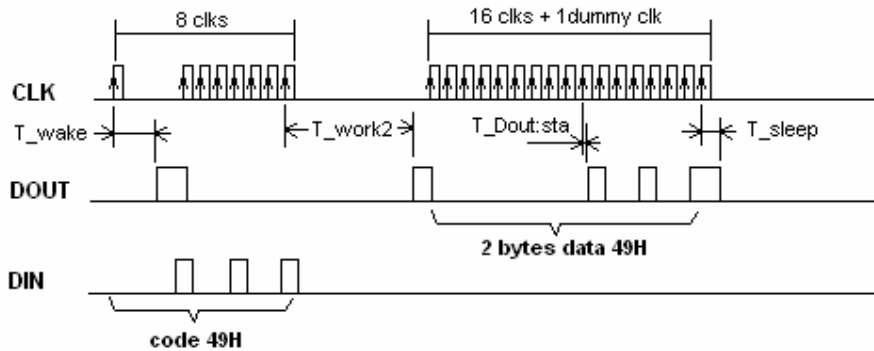 8 clks
16 clks + 1dummy clk
CLK
T_wake
T_work2
T_Dout:sta
T_sleep
DOUT
2 bytes data 49H
DIN
code 49H